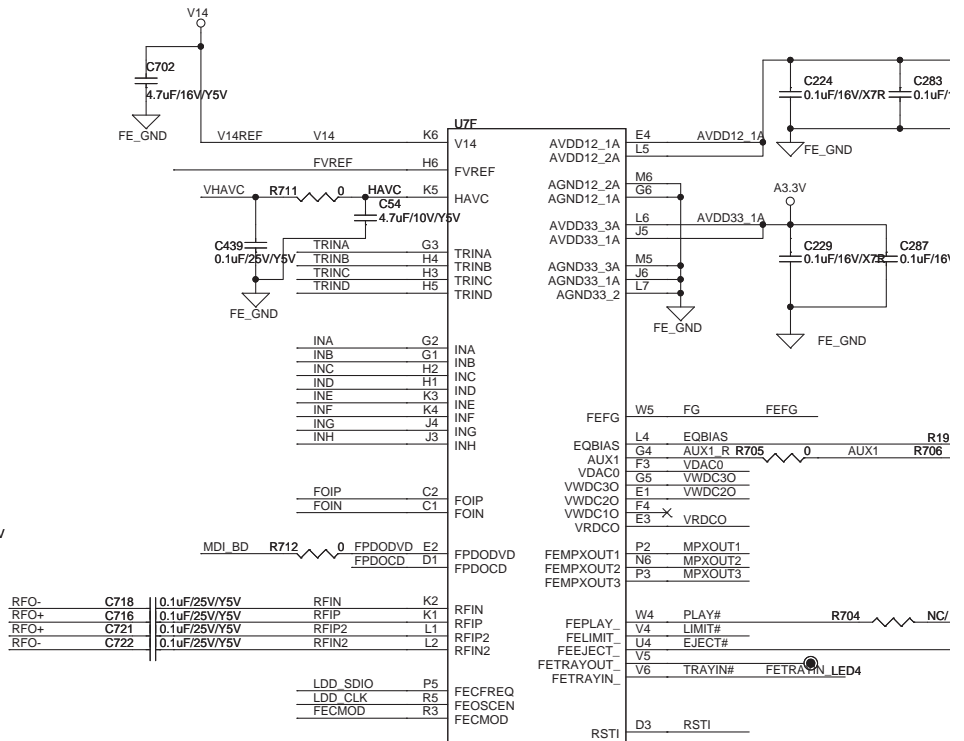 V14
C702
4.7uF/16V/Y5V
FE_GND
C224
0.1uF/16V/X7R
C283
0.1uF/
FE_GND
U7F
V14REF V14 K6 V14
FVREF H6 FVREF
VHAVC R711 0 HAVC K5 HAVC
C54
4.7uF/10V/Y5V
C439
0.1uF/25V/Y5V
FE_GND
TRINA G3 TRINA
TRINB H4 TRINB
TRINC H3 TRINC
TRIND H5 TRIND
INA G2 INA
INB G1 INB
INC H2 INC
IND H1 IND
INE K3 INE
INF K4 INF
ING J4 ING
INH J3 INH
FOIP C2 FOIP
FOIN C1 FOIN
MDI_BD R712 0 FPDODVD E2 FPDODVD
FPDOCD D1 FPDOCD
RFO- C718 0.1uF/25V/Y5V RFIN K2 RFIN
RFO+ C716 0.1uF/25V/Y5V RFIP K1 RFIP
RFO+ C721 0.1uF/25V/Y5V L1 RFIP2
RFO- C722 0.1uF/25V/Y5V RFIN2 L2 RFIN2
RFIP2
LDD_SDIO P5 FECFREQ
LDD_CLK R5 FEOSCEN
FECMOD R3 FECMOD
AVDD12_1A E4 AVDD12_1A
AVDD12_2A L5
AGND12_2A M6
AGND12_1A G6
AVDD33_3A L6 AVDD33_1A
AVDD33_1A J5
AGND33_3A M5
AGND33_1A J6
AGND33_2 L7
FE_GND
A3.3V
C229
0.1uF/16V/X7R
C287
0.1uF/16V
FE_GND
FEFG W5 FG FEFG
EQBIAS L4 EQBIAS R19
AUX1 G4 AUX1_R R705 0 AUX1 R706
VDAC0 F3 VDAC0
VWDC3O G5 VWDC3O
VWDC2O E1 VWDC2O
VWDC1O F4
VRDCO E3 VRDCO
FEMPXOUT1 P2 MPXOUT1
FEMPXOUT2 N6 MPXOUT2
FEMPXOUT3 P3 MPXOUT3
FEPLAY_ W4 PLAY# R704 NC/
FELIMIT_ V4 LIMIT#
FEEJECT_ U4 EJECT#
FETRAYOUT_ V5
FETRAYIN_ V6 TRAYIN# FETRAYIN_LED4
RSTI D3 RSTI
V